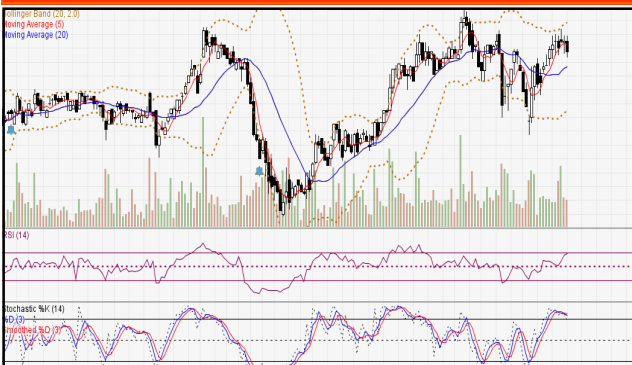 Bollinger Band (20, 2.0)
Moving Average (5)
Moving Average (20)
RSI (14)
Stochastic %K (14)
%D (3)
Smoothed %D (3)